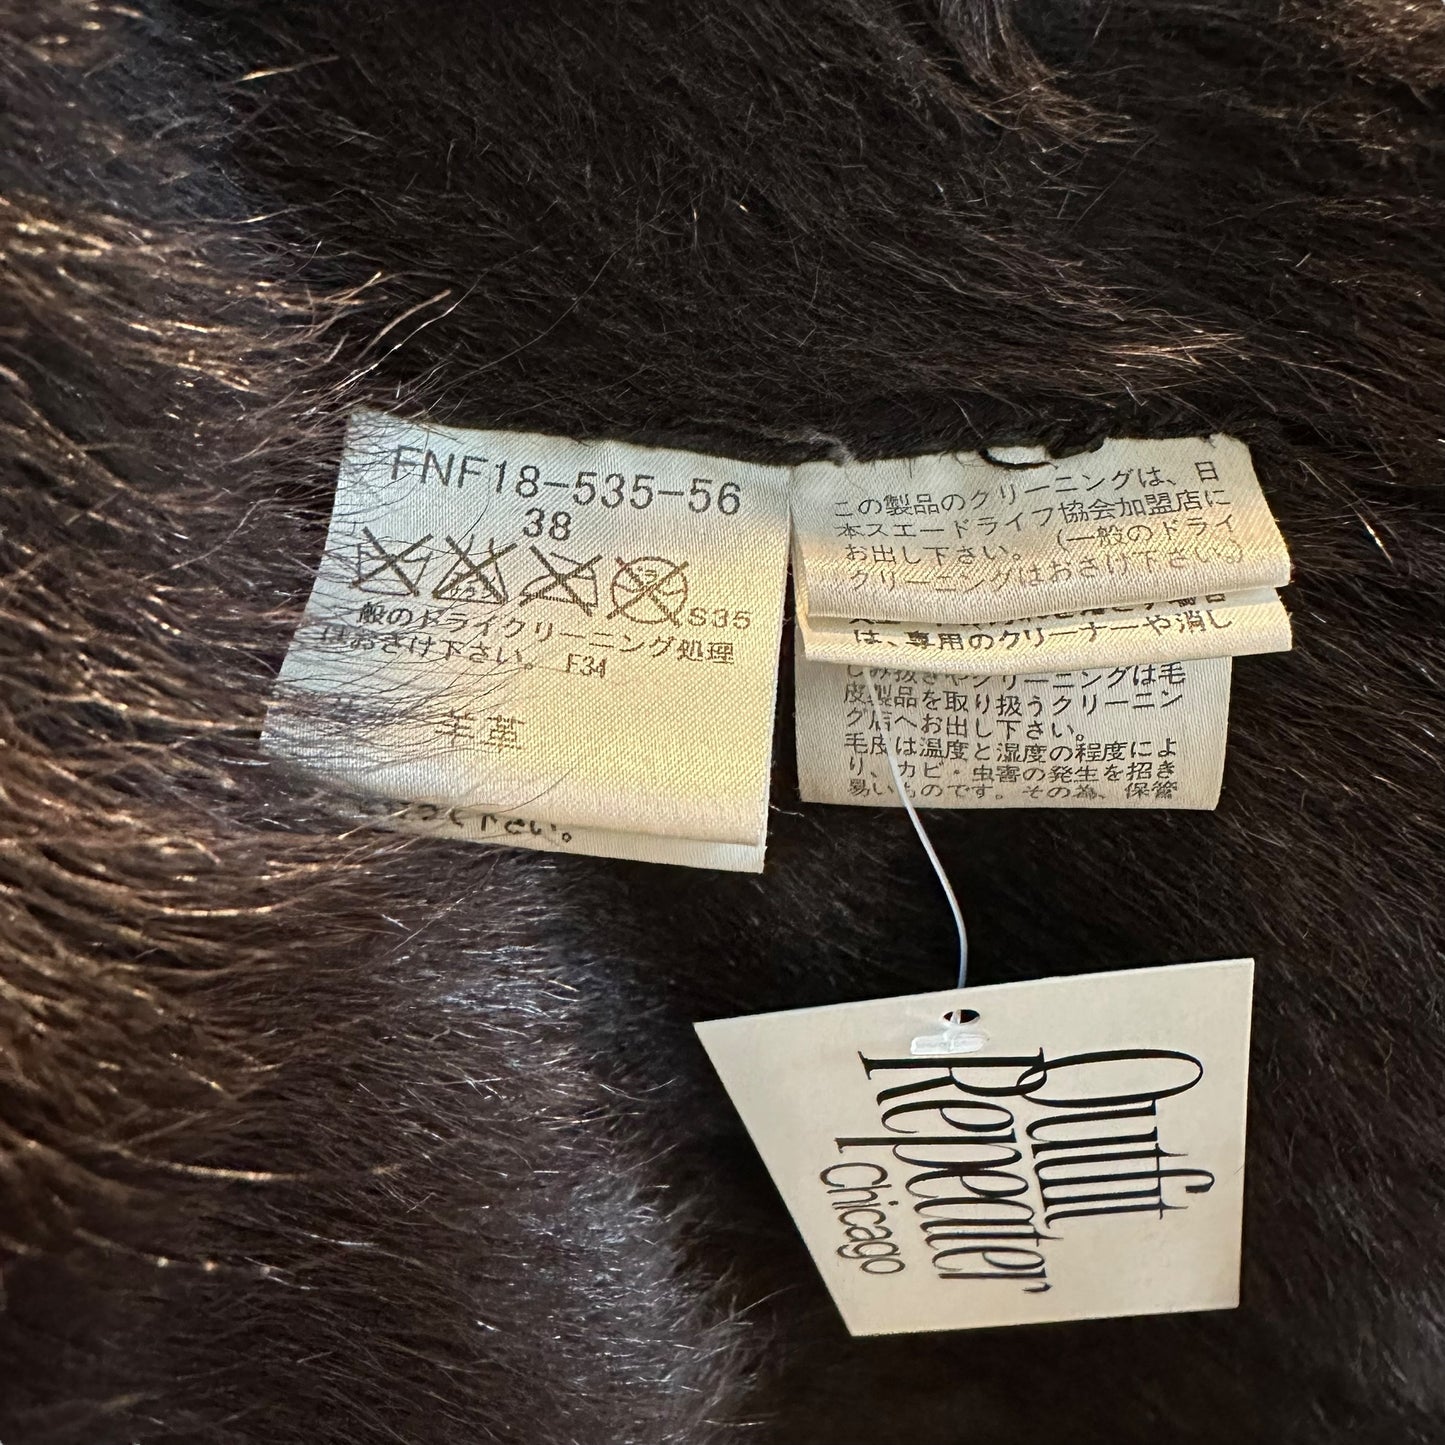 FNF18-535-56
38
S35
般のドライクリーニング処理
はおさけ下さい。 F34
羊革
下さい。
この製品のクリーニングは、日
本スエードライフ協会加盟店に
お出し下さい。(一般のドライ
クリーニングはおさけ下さい。)
は、専用のクリーナーや消し
しみ抜きやクリーニングは毛
皮製品を取り扱うクリーニン
グ店へお出し下さい。
毛皮は温度と湿度の程度によ
り、カビ・虫害の発生を招き
易いものです。その為、保管
Outfit
Repeater
Chicago